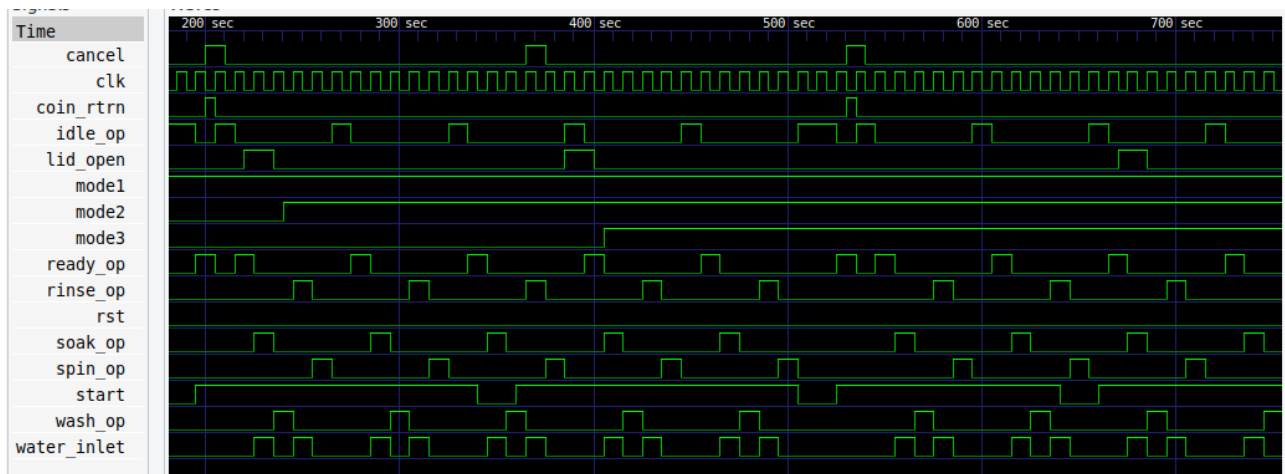 200 sec 300 sec 400 sec 500 sec 600 sec 700 sec
Time
cancel
clk
coin_rtrn
idle_op
lid_open
mode1
mode2
mode3
ready_op
rinse_op
rst
soak_op
spin_op
start
wash_op
water_inlet